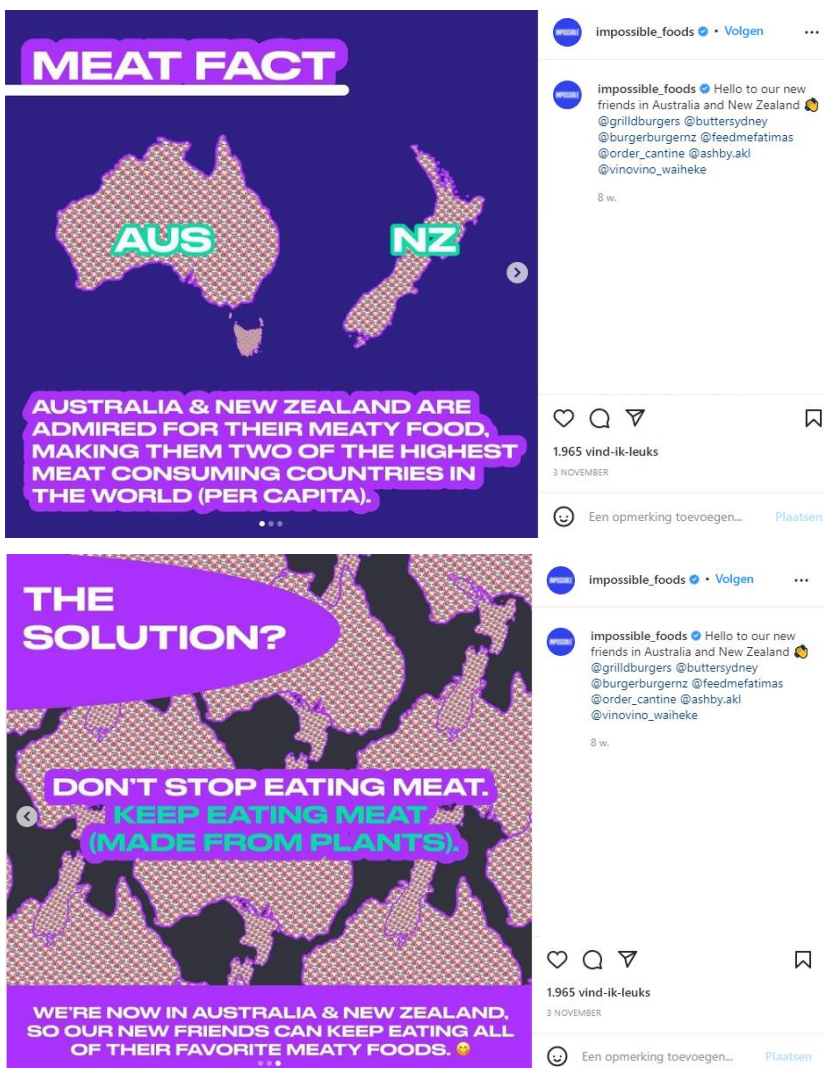 MEAT FACT
AUS
NZ
AUSTRALIA & NEW ZEALAND ARE
ADMIRED FOR THEIR MEATY FOOD,
MAKING THEM TWO OF THE HIGHEST
MEAT CONSUMING COUNTRIES IN
THE WORLD (PER CAPITA).
IMPOSSIBLE
impossible_foods • Volgen
IMPOSSIBLE
impossible_foods Hello to our new
friends in Australia and New Zealand 👏
@grilldburgers @buttersydney
@burgerburgernz @feedmefatimas
@order_cantine @ashby.akl
@vinovino_waiheke
8 w.
1.965 vind-ik-leuks
3 NOVEMBER
Een opmerking toevoegen... Plaatsen
THE
SOLUTION?
DON'T STOP EATING MEAT.
KEEP EATING MEAT
(MADE FROM PLANTS).
WE'RE NOW IN AUSTRALIA & NEW ZEALAND,
SO OUR NEW FRIENDS CAN KEEP EATING ALL
OF THEIR FAVORITE MEATY FOODS. 😋
IMPOSSIBLE
impossible_foods • Volgen
IMPOSSIBLE
impossible_foods Hello to our new
friends in Australia and New Zealand 👏
@grilldburgers @buttersydney
@burgerburgernz @feedmefatimas
@order_cantine @ashby.akl
@vinovino_waiheke
8 w.
1.965 vind-ik-leuks
3 NOVEMBER
Een opmerking toevoegen... Plaatsen